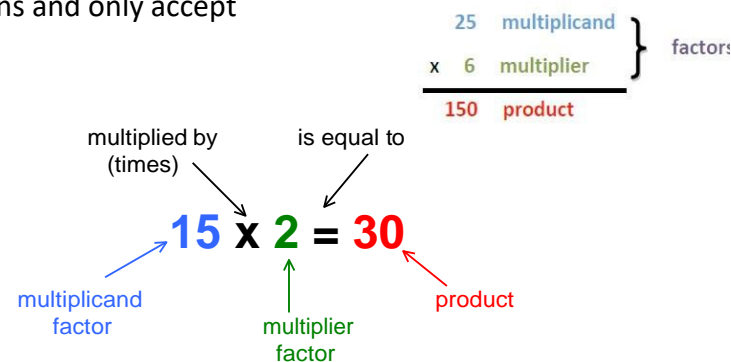 ns and only accept
25 multiplicand
x 6 multiplier
factors
150 product
multiplied by
(times)
is equal to
15 x 2 = 30
multiplicand
factor
multiplier
factor
product